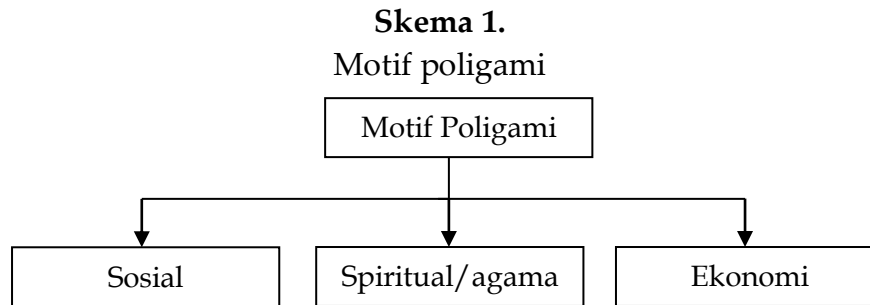 Skema 1.
Motif poligami
Motif Poligami
Sosial
Spiritual/agama
Ekonomi